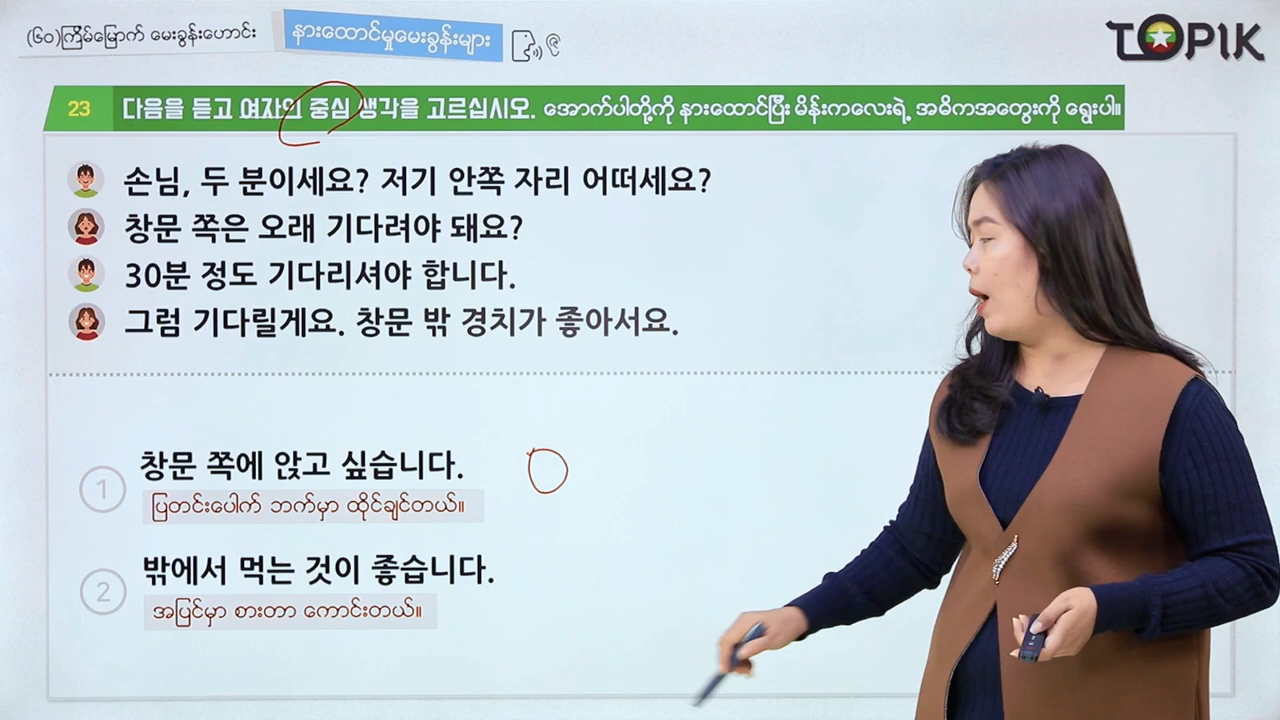 (၆၀)ကြိမ်မြောက် မေးခွန်းဟောင်း
နားထောင်မှုမေးခွန်းများ
TOPIK
23 다음을 듣고 여자의 중심 생각을 고르십시오. အောက်ပါတို့ကို နားထောင်ပြီး မိန်းကလေးရဲ့ အဓိကအတွေးကို ရွေးပါ။
손님, 두 분이세요? 저기 안쪽 자리 어떠세요?
창문 쪽은 오래 기다려야 돼요?
30분 정도 기다리셔야 합니다.
그럼 기다릴게요. 창문 밖 경치가 좋아서요.
1 창문 쪽에 앉고 싶습니다.
ပြတင်းပေါက် ဘက်မှာ ထိုင်ချင်တယ်။
2 밖에서 먹는 것이 좋습니다.
အပြင်မှာ စားတာ ကောင်းတယ်။